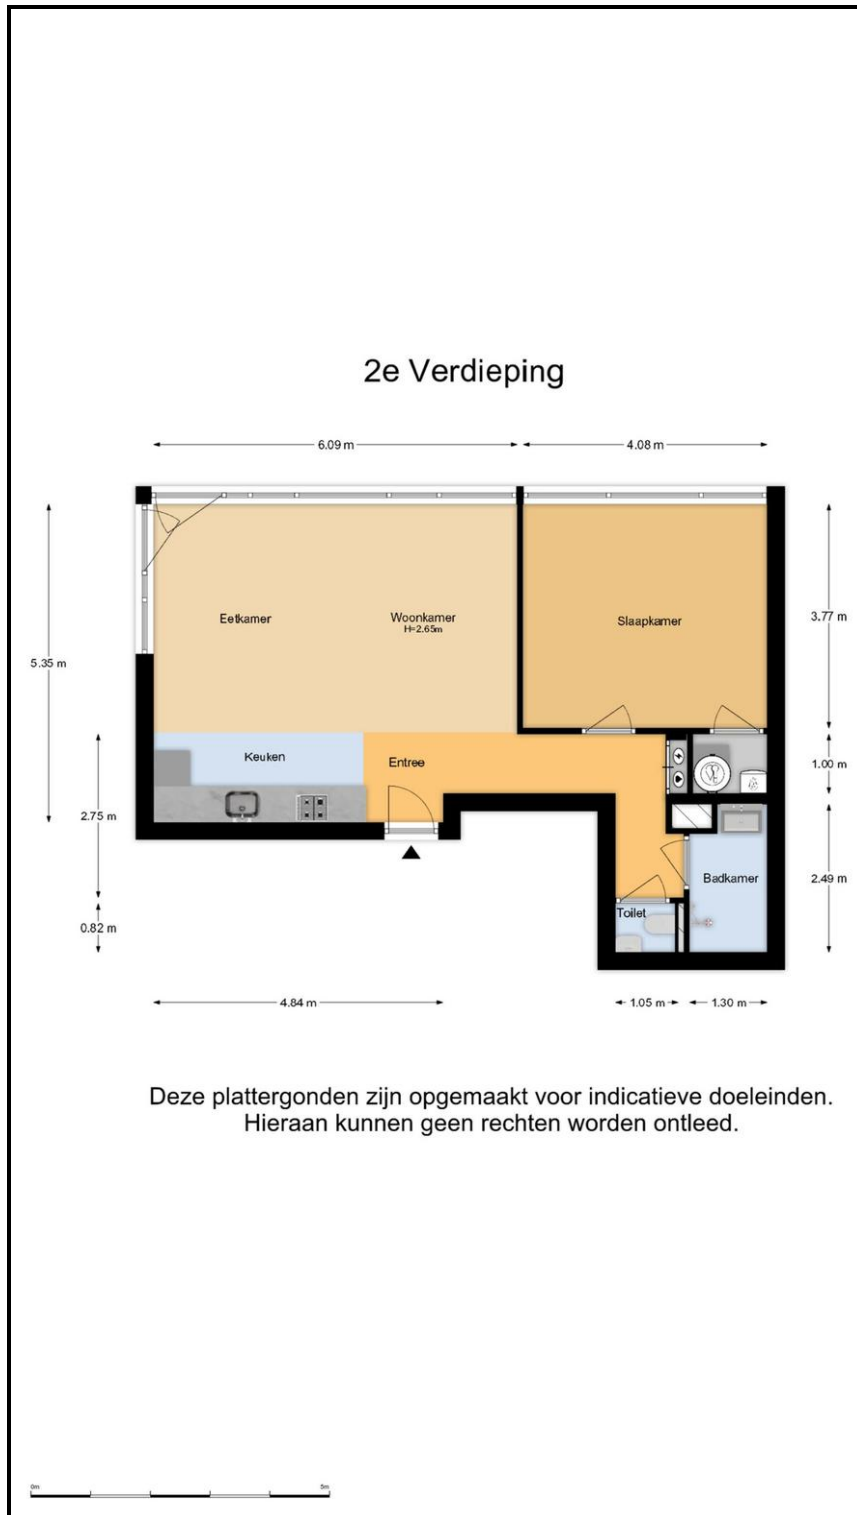 2e Verdieping
6.09 m
4.08 m
5.35 m
Eetkamer
Woonkamer
H=2.65m
Slaapkamer
3.77 m
Keuken
Entree
1.00 m
2.75 m
Badkamer
2.49 m
Toilet
0.82 m
4.84 m
1.05 m
1.30 m
Deze plattergonden zijn opgemaakt voor indicatieve doeleinden.
Hieraan kunnen geen rechten worden ontleed.
0m
5m